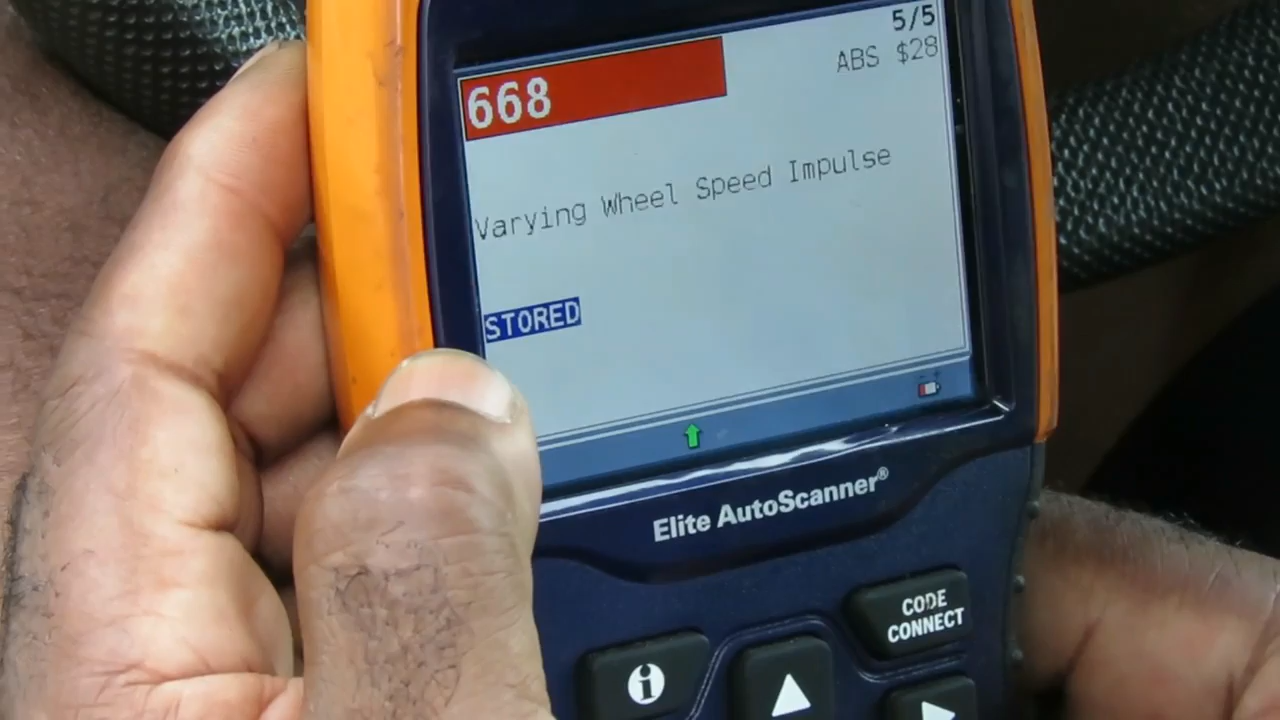 5/5
668
ABS $28
Varying Wheel Speed Impulse
STORED
Elite AutoScanner®
CODE
CONNECT
i